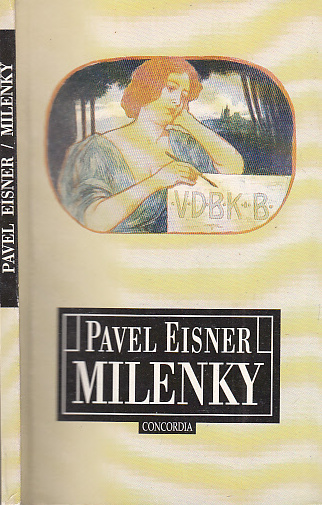 PAVEL EISNER / MILENKY
V·D·B·K·B·
PAVEL EISNER
MILENKY
CONCORDIA